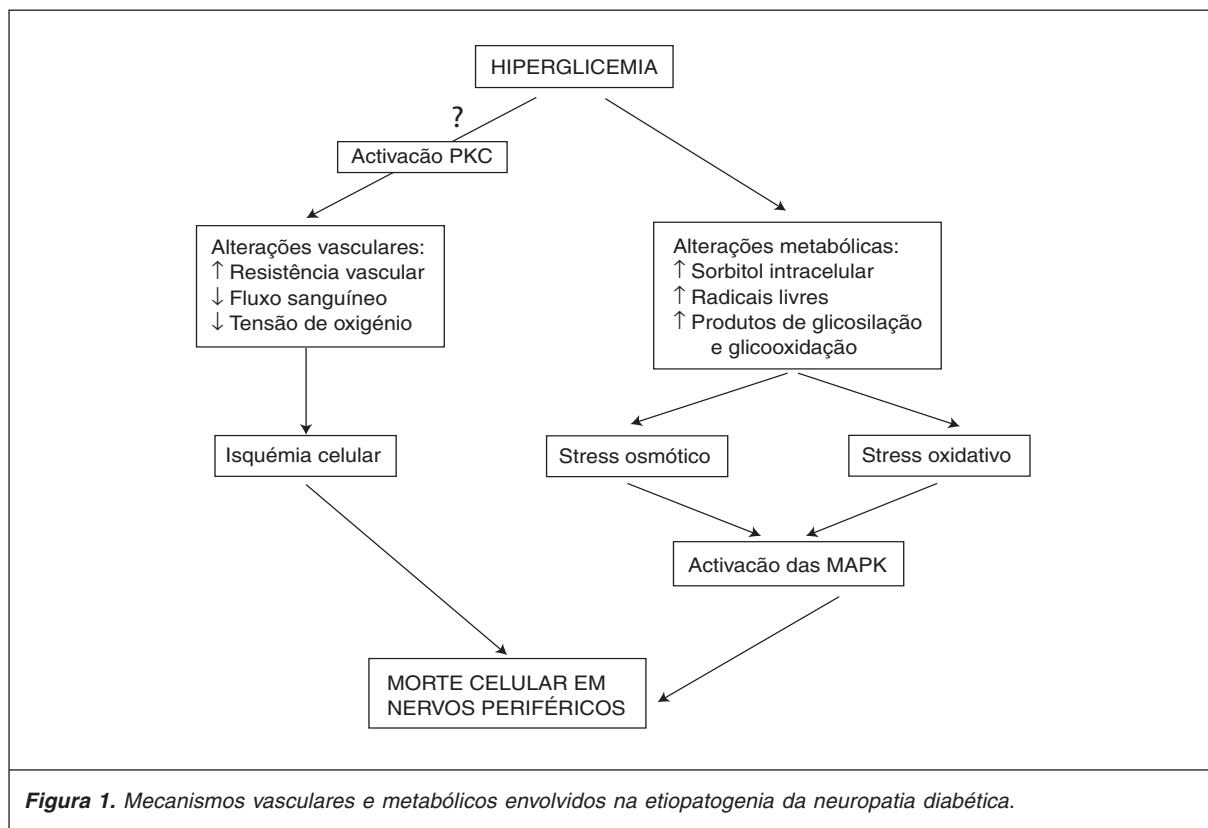 HIPERGLICEMIA
?
Activacão PKC
Alterações vasculares:
↑ Resistência vascular
↓ Fluxo sanguíneo
↓ Tensão de oxigénio
Alterações metabólicas:
↑ Sorbitol intracelular
↑ Radicais livres
↑ Produtos de glicosilação
e glicooxidação
Isquémia celular
Stress osmótico
Stress oxidativo
Activacão das MAPK
MORTE CELULAR EM
NERVOS PERIFÉRICOS
Figura 1. Mecanismos vasculares e metabólicos envolvidos na etiopatogenia da neuropatia diabética.